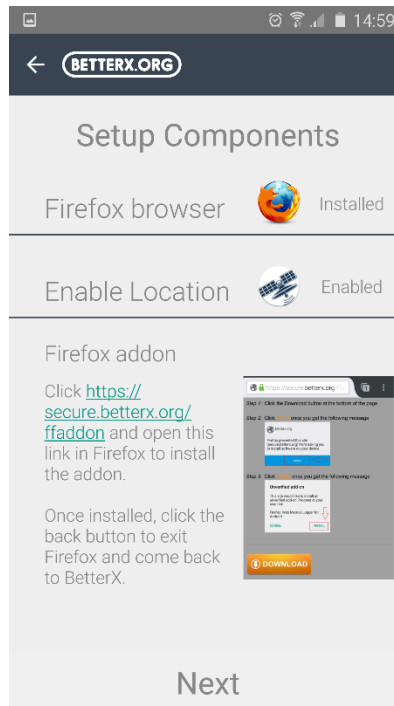 14:59
BETTERX.ORG
Setup Components
Firefox browser
Installed
Enable Location
Enabled
Firefox addon
Click https://
secure.betterx.org/
ffaddon and open this
link in Firefox to install
the addon.
Once installed, click the
back button to exit
Firefox and come back
to BetterX.
https://secure.betterx.org/
Step 1: Click the Download button at the bottom of the page
Step 2: Click
once you get the following message
Step 3: Click
once you get the following message
Unverified add-on
DOWNLOAD
Next